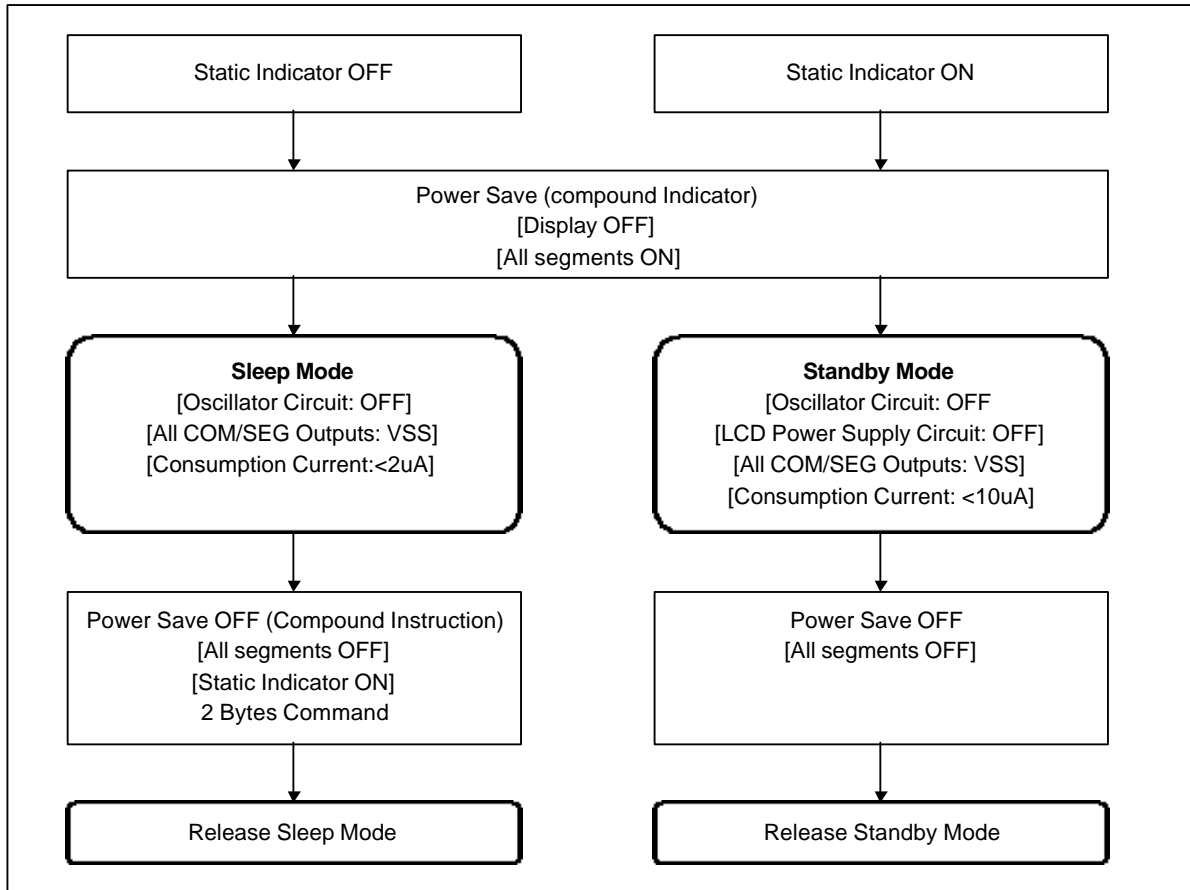 Static Indicator OFF
Static Indicator ON
Power Save (compound Indicator)
[Display OFF]
[All segments ON]
Sleep Mode
[Oscillator Circuit: OFF]
[All COM/SEG Outputs: VSS]
[Consumption Current:<2uA]
Standby Mode
[Oscillator Circuit: OFF
[LCD Power Supply Circuit: OFF]
[All COM/SEG Outputs: VSS]
[Consumption Current: <10uA]
Power Save OFF (Compound Instruction)
[All segments OFF]
[Static Indicator ON]
2 Bytes Command
Power Save OFF
[All segments OFF]
Release Sleep Mode
Release Standby Mode